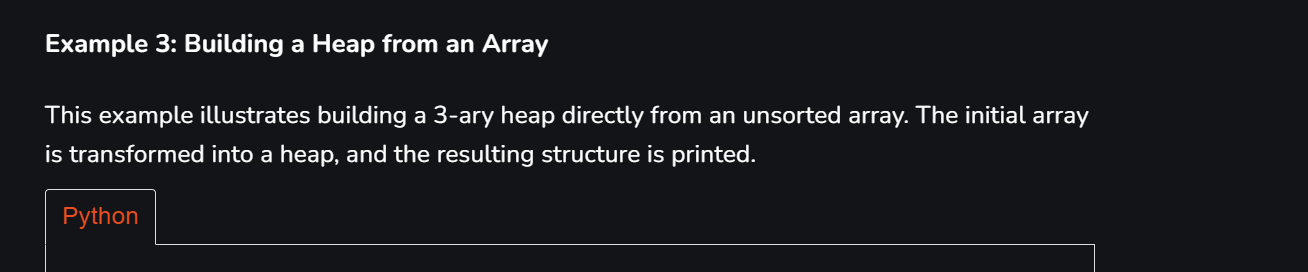 Example 3: Building a Heap from an Array
This example illustrates building a 3-ary heap directly from an unsorted array. The initial array
is transformed into a heap, and the resulting structure is printed.
Python